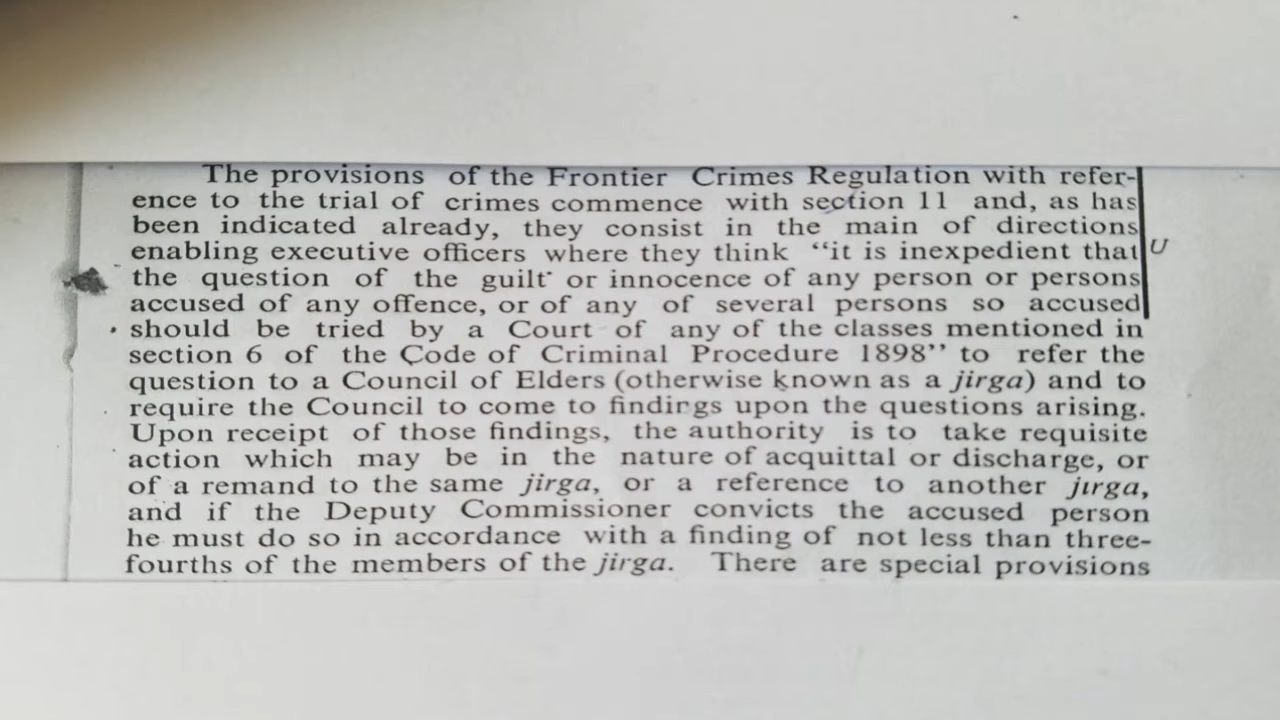 The provisions of the Frontier Crimes Regulation with refer-
ence to the trial of crimes commence with section 11 and, as has
been indicated already, they consist in the main of directions
enabling executive officers where they think “it is inexpedient that U
the question of the guilt or innocence of any person or persons
accused of any offence, or of any of several persons so accused
should be tried by a Court of any of the classes mentioned in
section 6 of the Code of Criminal Procedure 1898” to refer the
question to a Council of Elders (otherwise known as a jirga) and to
require the Council to come to findings upon the questions arising.
Upon receipt of those findings, the authority is to take requisite
action which may be in the nature of acquittal or discharge, or
of a remand to the same jirga, or a reference to another jirga,
and if the Deputy Commissioner convicts the accused person
he must do so in accordance with a finding of not less than three-
fourths of the members of the jirga. There are special provisions